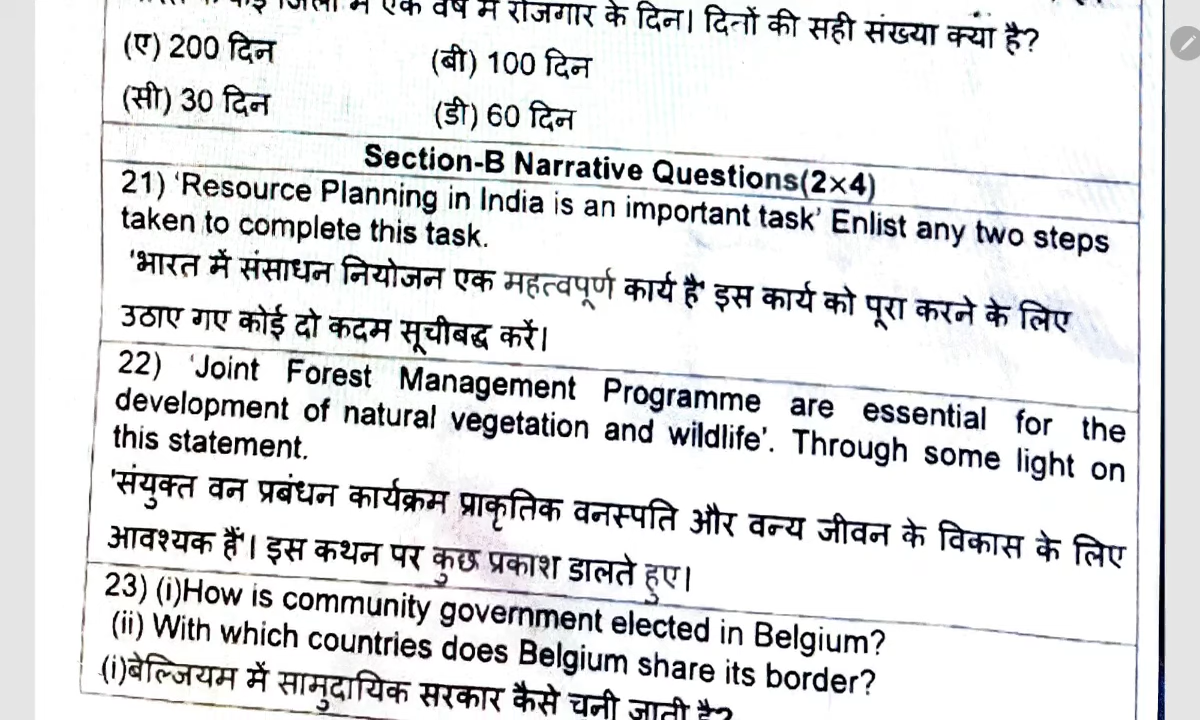 में एक वर्ष में रोजगार के दिन। दिनों की सही संख्या क्या है?
(ए) 200 दिन (बी) 100 दिन
(सी) 30 दिन (डी) 60 दिन
Section-B Narrative Questions(2×4)
21) 'Resource Planning in India is an important task' Enlist any two steps
taken to complete this task.
'भारत में संसाधन नियोजन एक महत्वपूर्ण कार्य है' इस कार्य को पूरा करने के लिए
उठाए गए कोई दो कदम सूचीबद्ध करें।
22) 'Joint Forest Management Programme are essential for the
development of natural vegetation and wildlife'. Through some light on
this statement.
'संयुक्त वन प्रबंधन कार्यक्रम प्राकृतिक वनस्पति और वन्य जीवन के विकास के लिए
आवश्यक हैं'। इस कथन पर कुछ प्रकाश डालते हुए।
23) (i)How is community government elected in Belgium?
(ii) With which countries does Belgium share its border?
(i)बेल्जियम में सामुदायिक सरकार कैसे चुनी जाती है?